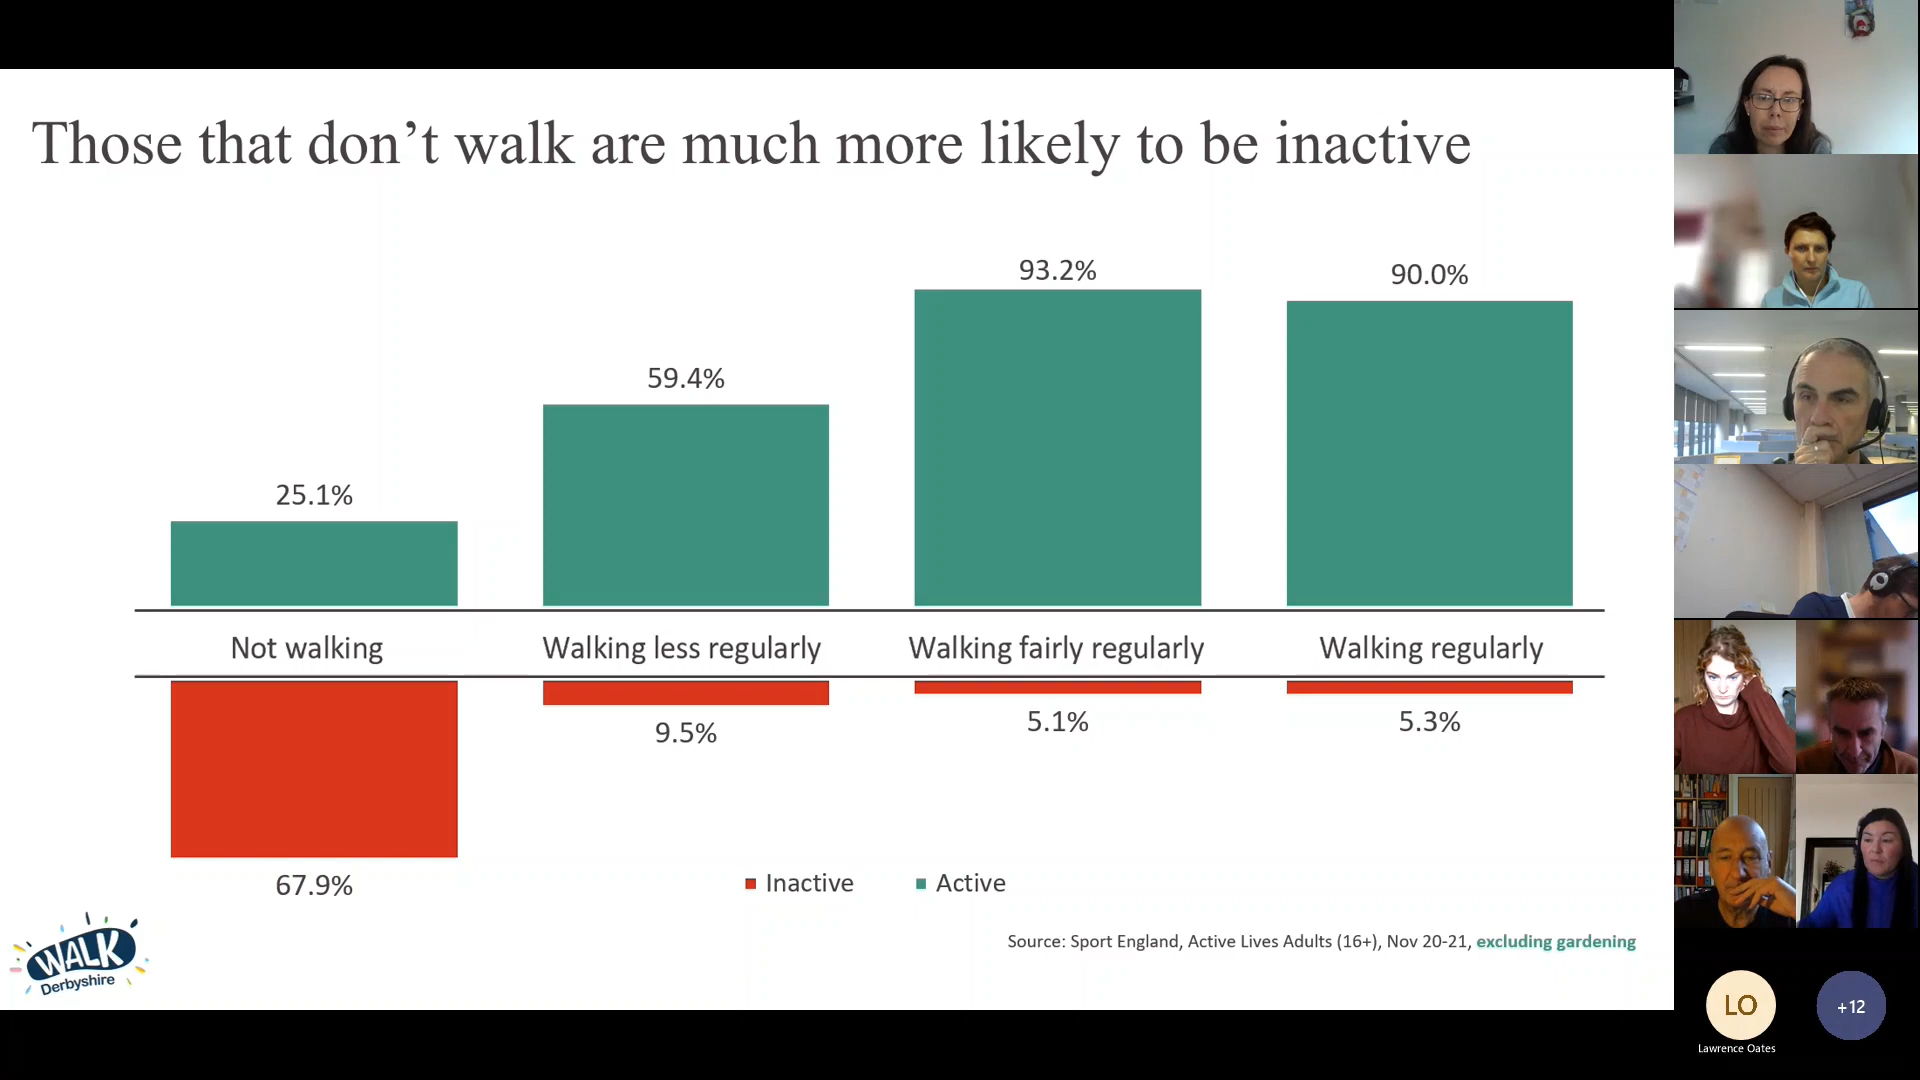 Those that don’t walk are much more likely to be inactive
25.1%
59.4%
93.2%
90.0%
Not walking
Walking less regularly
Walking fairly regularly
Walking regularly
67.9%
9.5%
5.1%
5.3%
Inactive
Active
Source: Sport England, Active Lives Adults (16+), Nov 20-21, excluding gardening
WALK
Derbyshire
LO
Lawrence Oates
+12